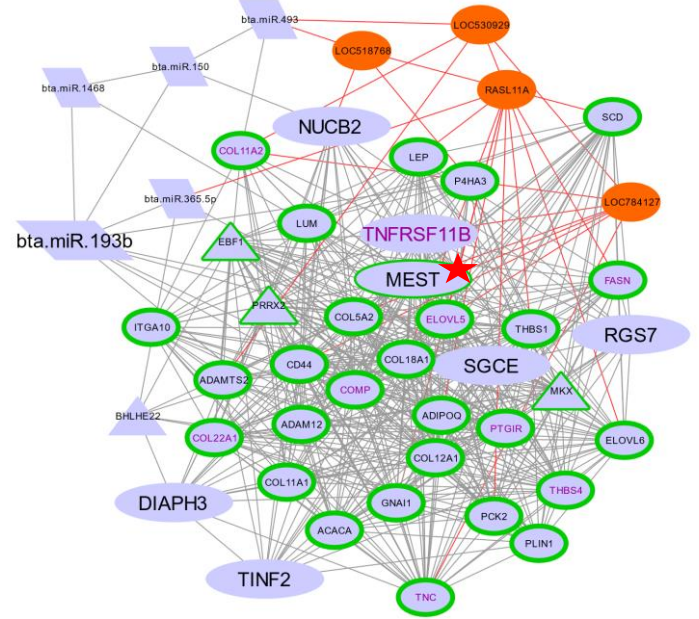 bta.miR.493
LOC530929
LOC518768
bta.miR.150
bta.miR.1468
RASL11A
SCD
NUCB2
COL11A2
LEP
P4HA3
bta.miR.365.5p
LOC784127
LUM
TNFRSF11B
bta.miR.193b
EBF1
MEST
FASN
PRRX2
COL5A2
ELOVL5
THBS1
ITGA10
RGS7
COL18A1
CD44
SGCE
ADAMTS2
COMP
MKX
BHLHE22
ADIPOQ
ADAM12
PTGIR
COL22A1
ELOVL6
COL12A1
COL11A1
THBS4
DIAPH3
GNAI1
PCK2
ACACA
PLIN1
TINF2
TNC